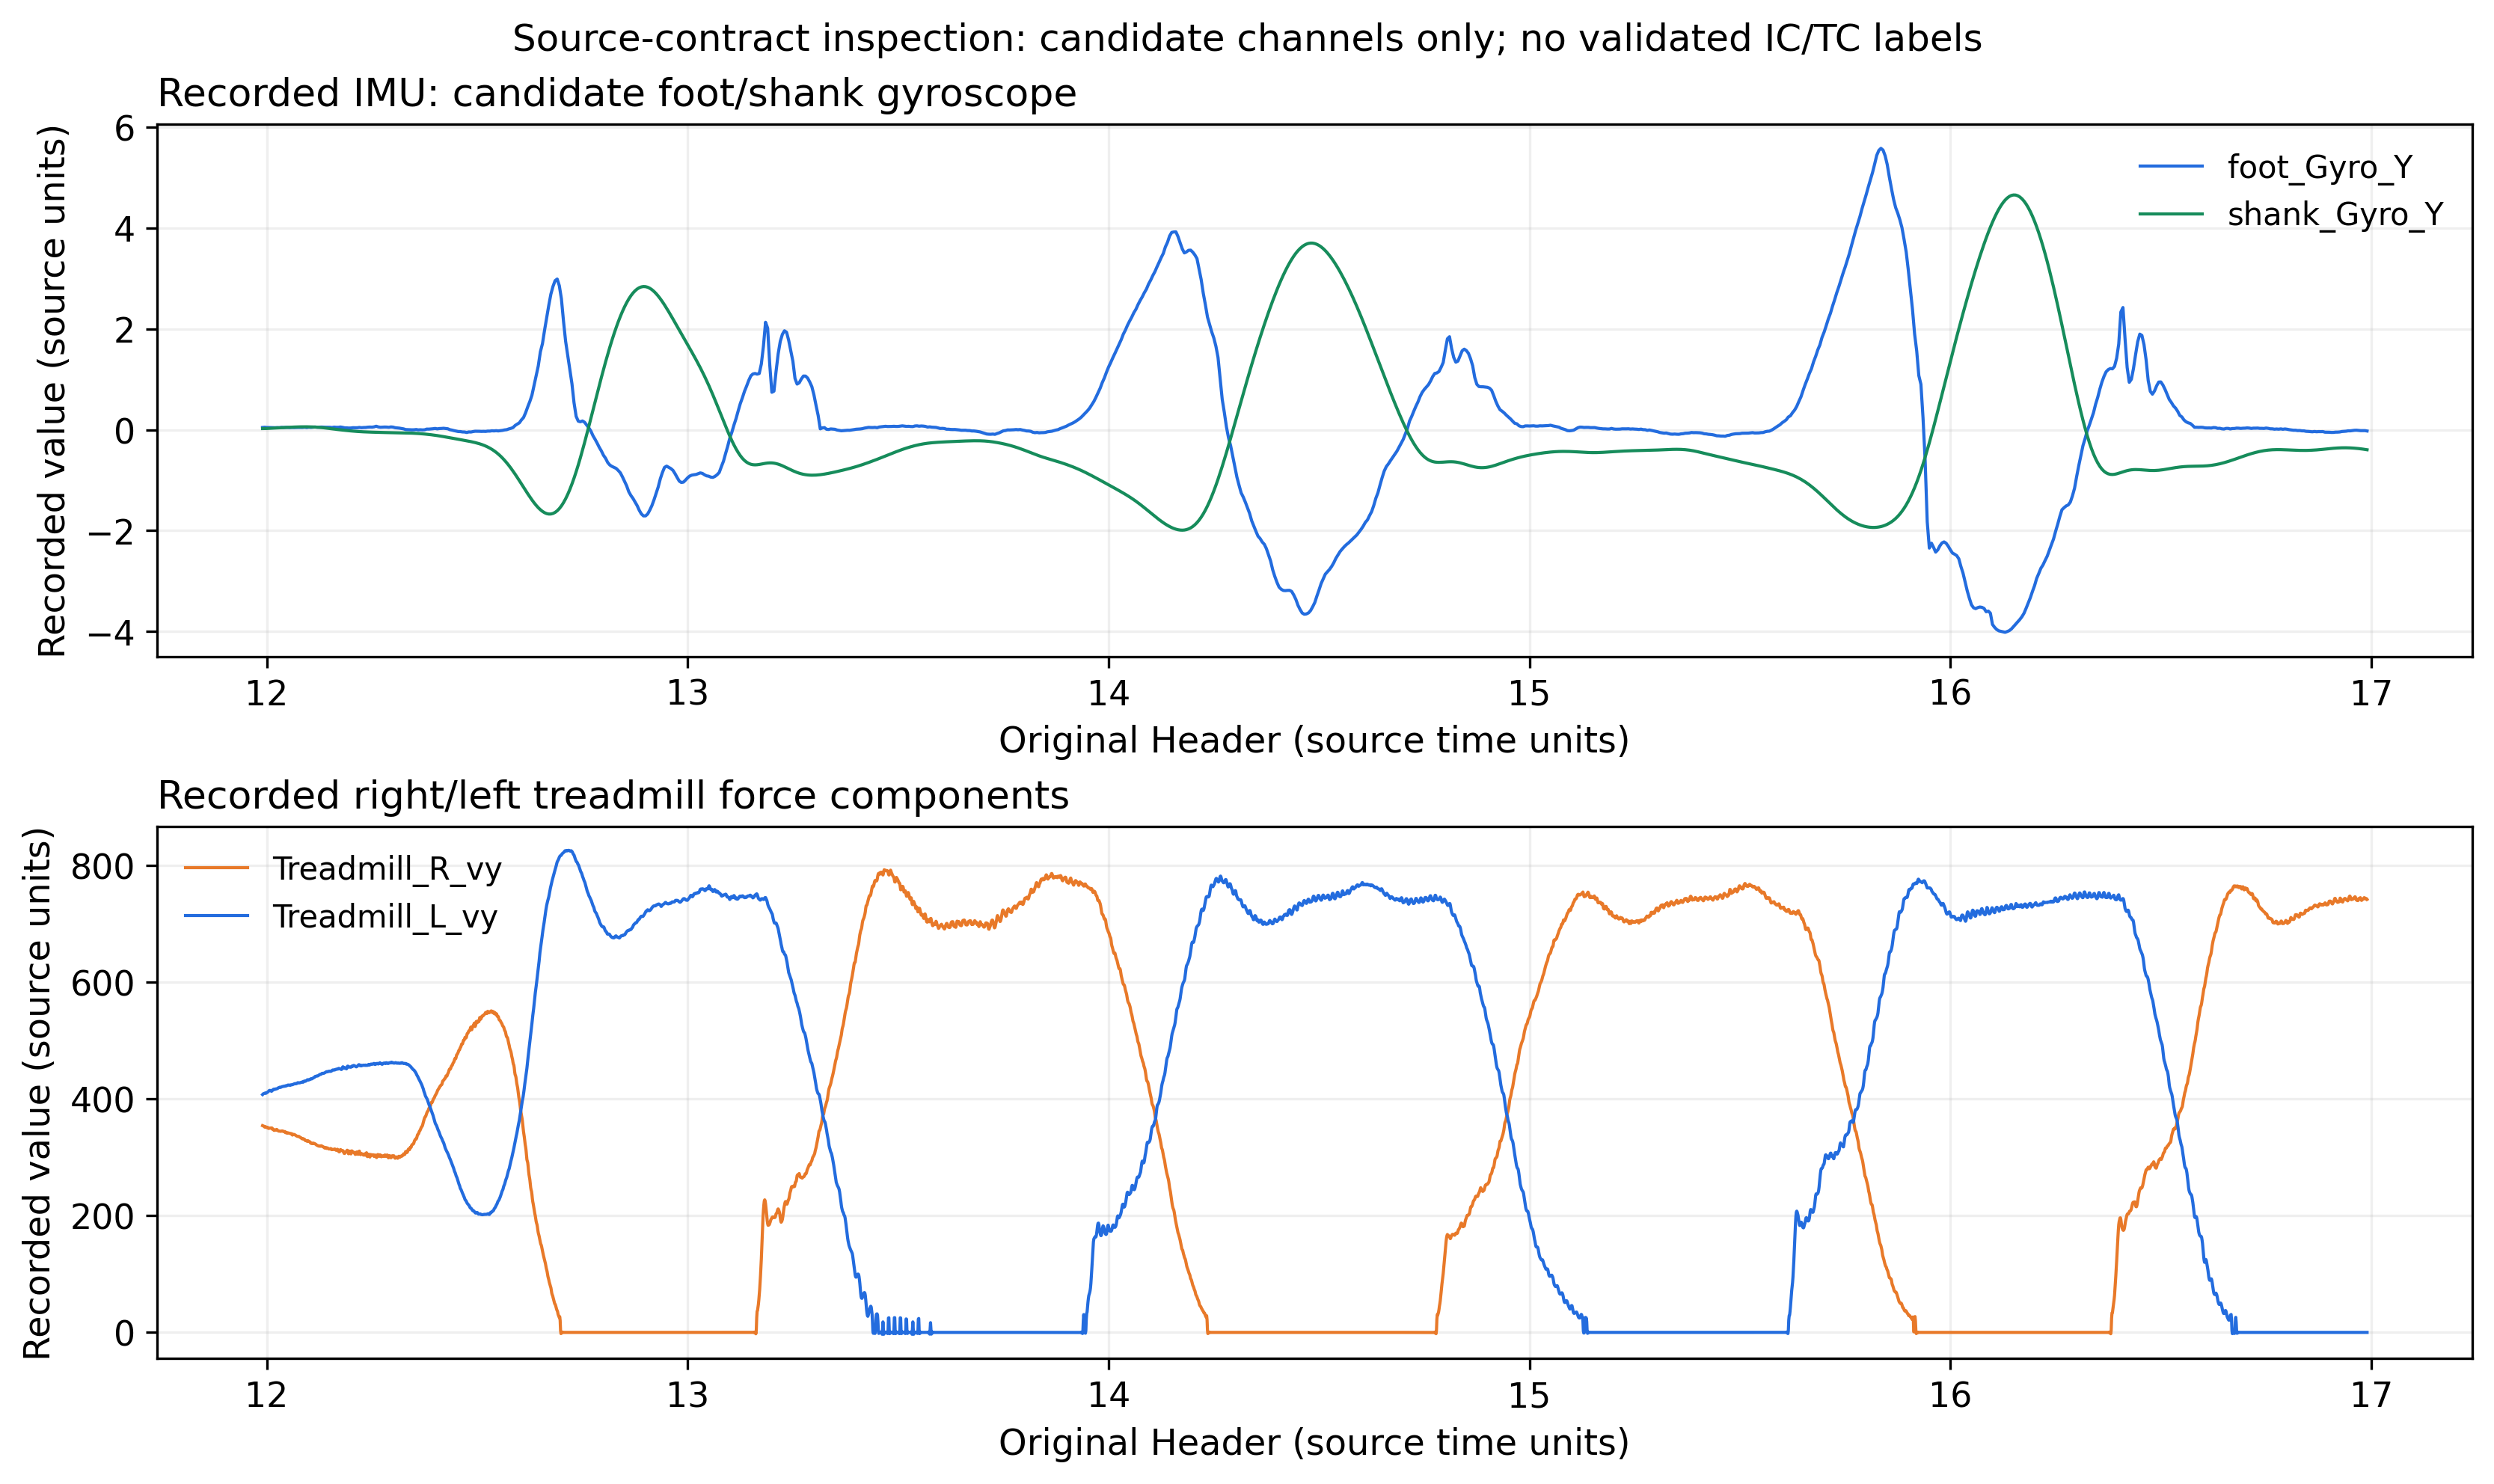 Source-contract inspection: candidate channels only; no validated IC/TC labels
Recorded IMU: candidate foot/shank gyroscope
Recorded value (source units)
6
4
2
0
−2
−4
foot_Gyro_Y
shank_Gyro_Y
12 13 14 15 16 17
Original Header (source time units)
Recorded right/left treadmill force components
Recorded value (source units)
800
600
400
200
0
Treadmill_R_vy
Treadmill_L_vy
12 13 14 15 16 17
Original Header (source time units)